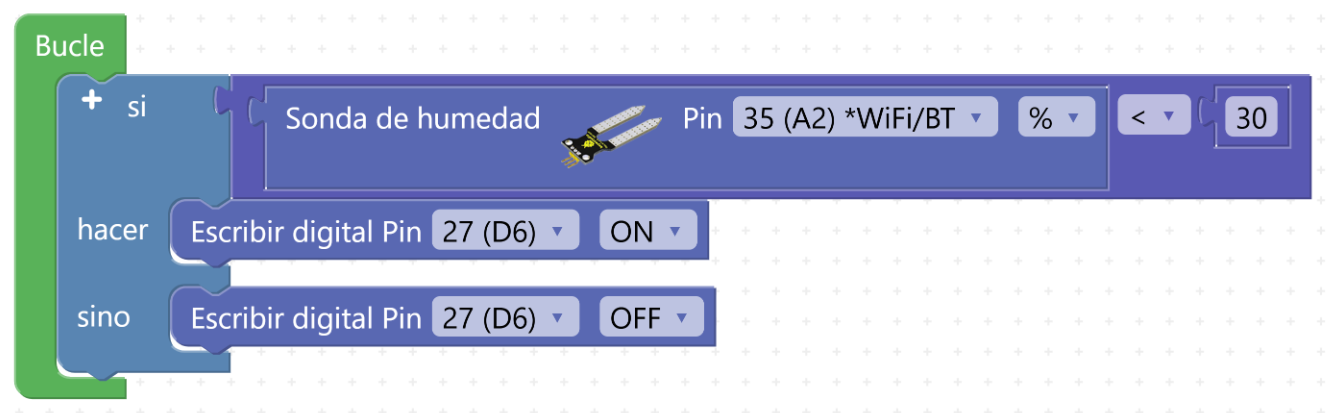 Bucle
+ si Sonda de humedad Pin 35 (A2) *WiFi/BT % < 30
hacer Escribir digital Pin 27 (D6) ON
sino Escribir digital Pin 27 (D6) OFF